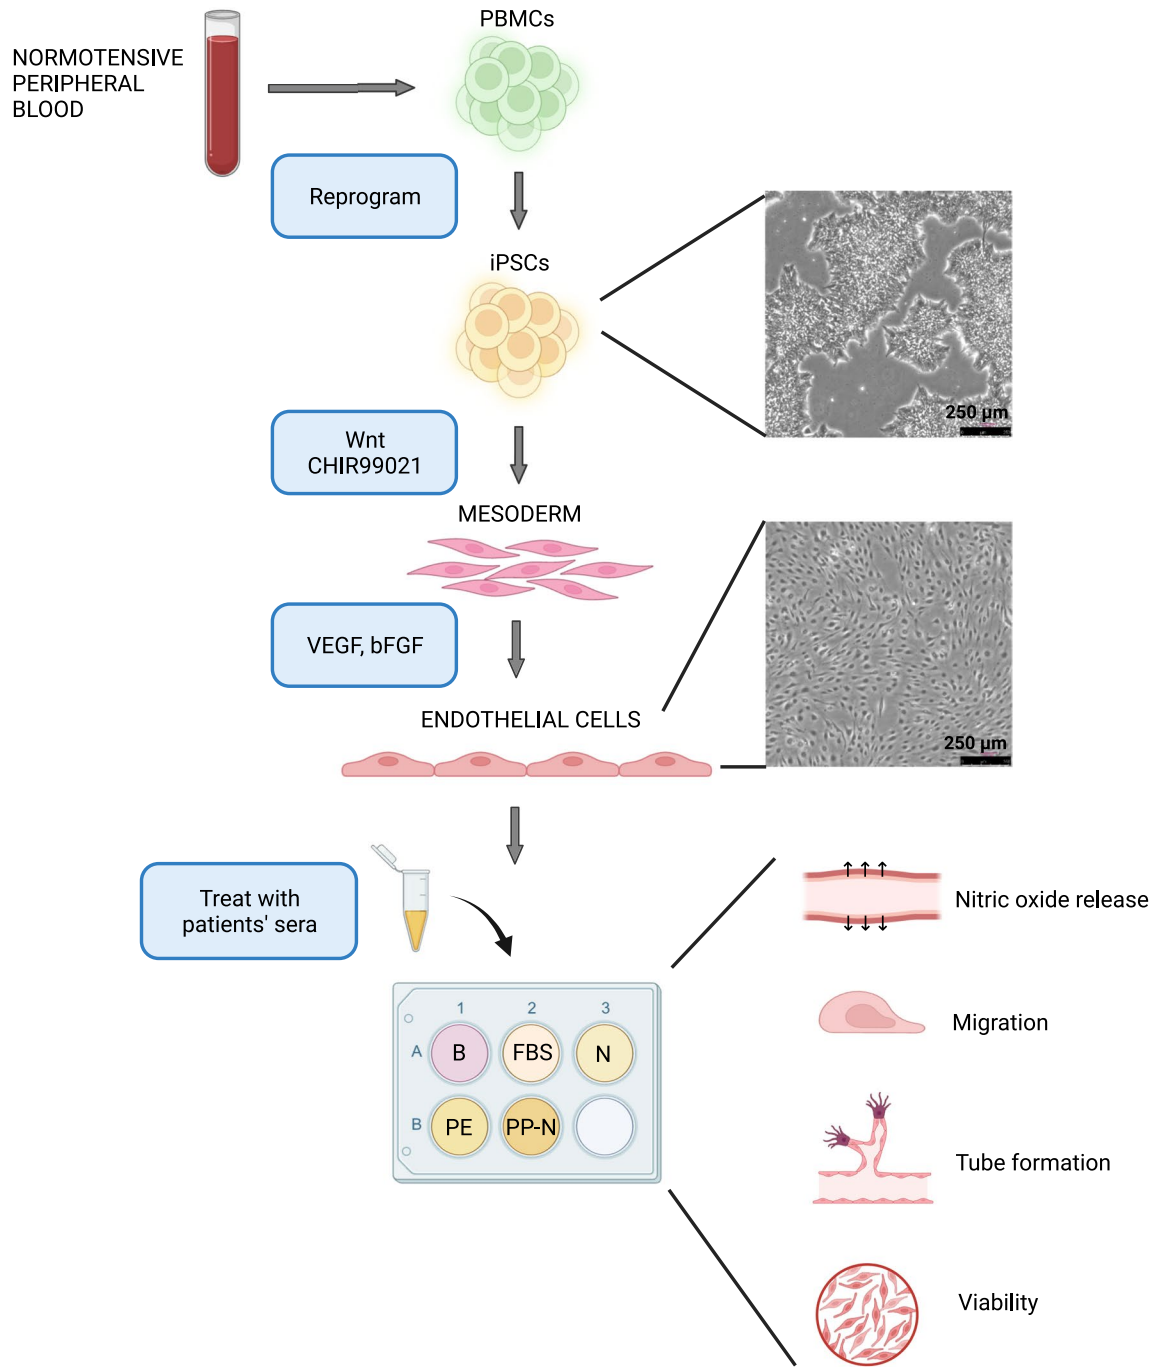 PBMCs
NORMOTENSIVE
PERIPHERAL
BLOOD
Reprogram
iPSCs
250 µm
Wnt
CHIR99021
MESODERM
VEGF, bFGF
ENDOTHELIAL CELLS
250 µm
Treat with
patients' sera
Nitric oxide release
1 2 3
A B FBS N
B PE PP-N
Migration
Tube formation
Viability